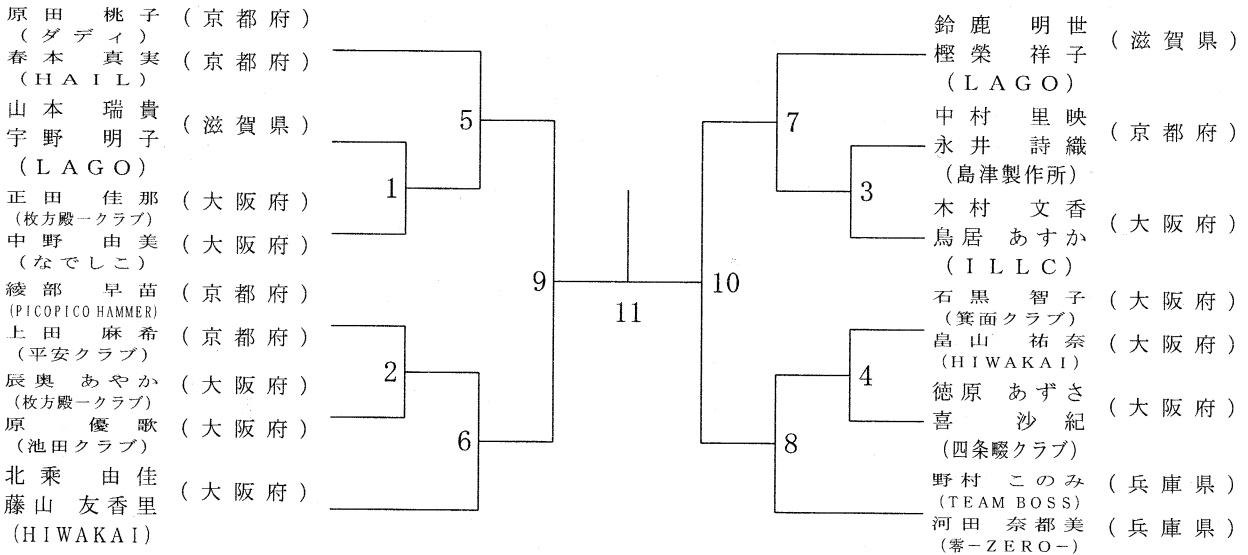 原田 桃子 (京都府)
(ダディ)
春本 真実 (京都府)
(HAIL)
山本 瑞貴
宇野 明子 (滋賀県)
(LAGO)
正田 佳那 (大阪府)
(枚方殿一クラブ)
中野 由美 (大阪府)
(なでしこ)
綾部 早苗 (京都府)
(PICOPICO HAMMER)
上田 麻希 (京都府)
(平安クラブ)
辰奥 あやか (大阪府)
(枚方殿一クラブ)
原 優歌 (大阪府)
(池田クラブ)
北乘 由佳
藤山 友香里 (大阪府)
(HIWAKAI)
5
1
2
6
9
11
10
7
3
4
8
鈴鹿 明世
樫榮 祥子 (滋賀県)
(LAGO)
中村 里映
永井 詩織 (京都府)
(島津製作所)
木村 文香
鳥居 あすか (大阪府)
(ILLC)
石黒 智子 (大阪府)
(箕面クラブ)
畠山 祐奈 (大阪府)
(HIWAKAI)
徳原 あずさ
喜 沙紀 (大阪府)
(四条畷クラブ)
野村 このみ (兵庫県)
(TEAM BOSS)
河田 奈都美 (兵庫県)
(零-ZERO-)